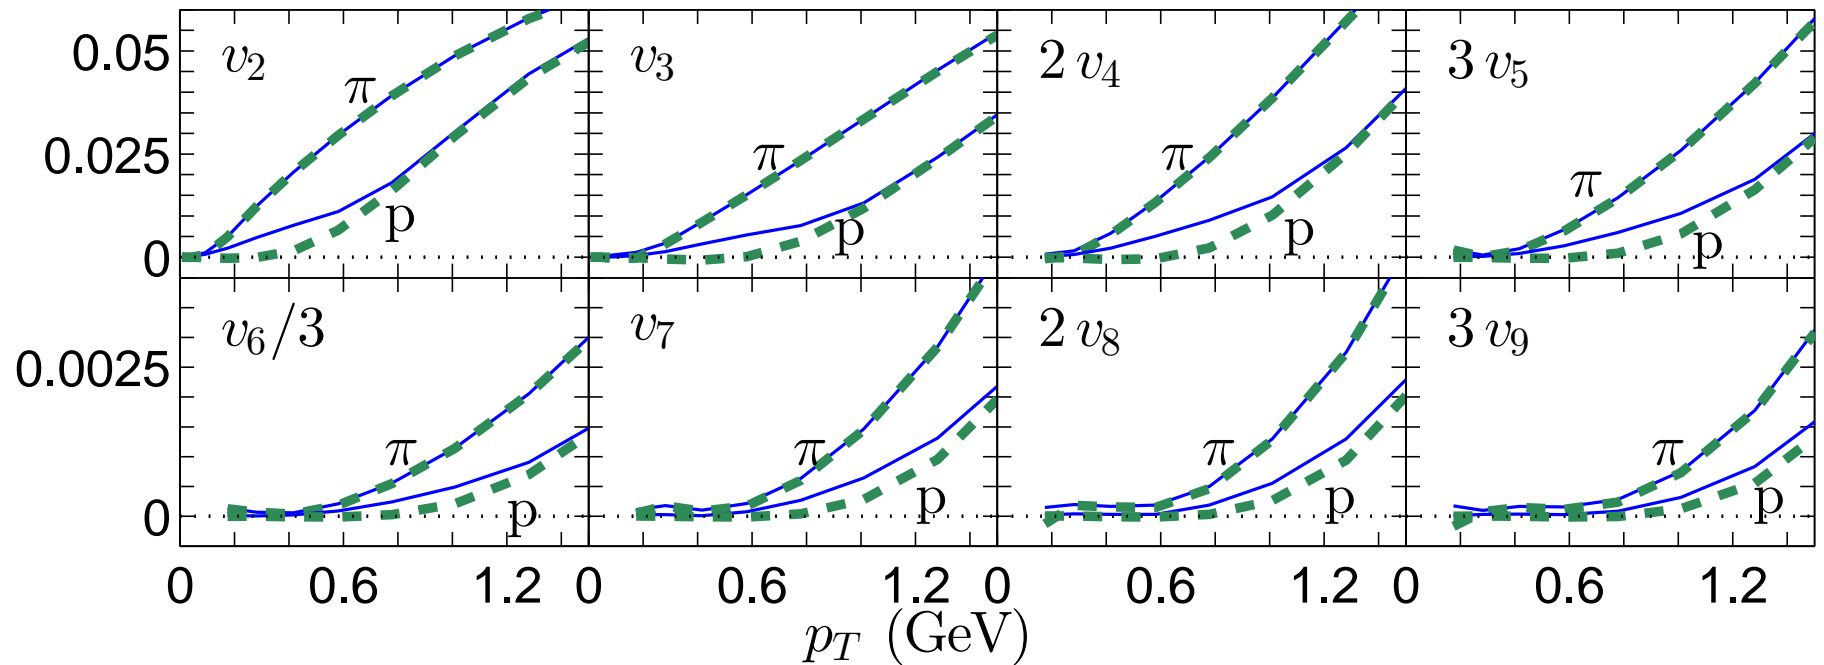 0.05 v₂ v₃ 2 v₄ 3 v₅
π
0.025 π π π
p p p p
0
v₆/3 v₇ 2 v₈ 3 v₉
0.0025
π π π π
0 p p p p
0 0.6 1.2 0 0.6 1.2 0 0.6 1.2 0 0.6 1.2
p_T (GeV)